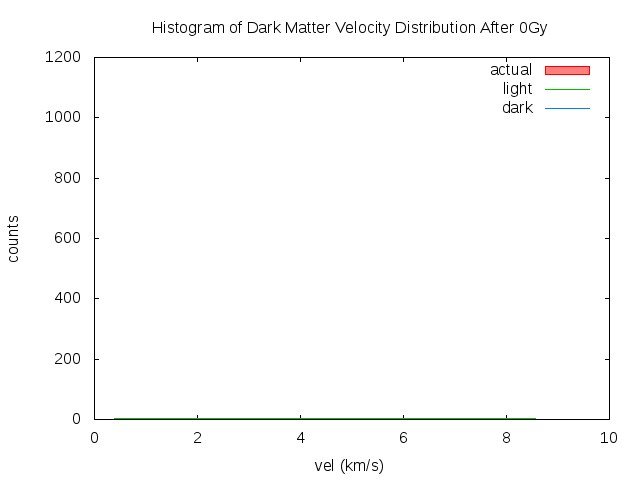 Histogram of Dark Matter Velocity Distribution After 0Gy
1200
1000
800
600
400
200
0
counts
actual
light
dark
0 2 4 6 8 10
vel (km/s)